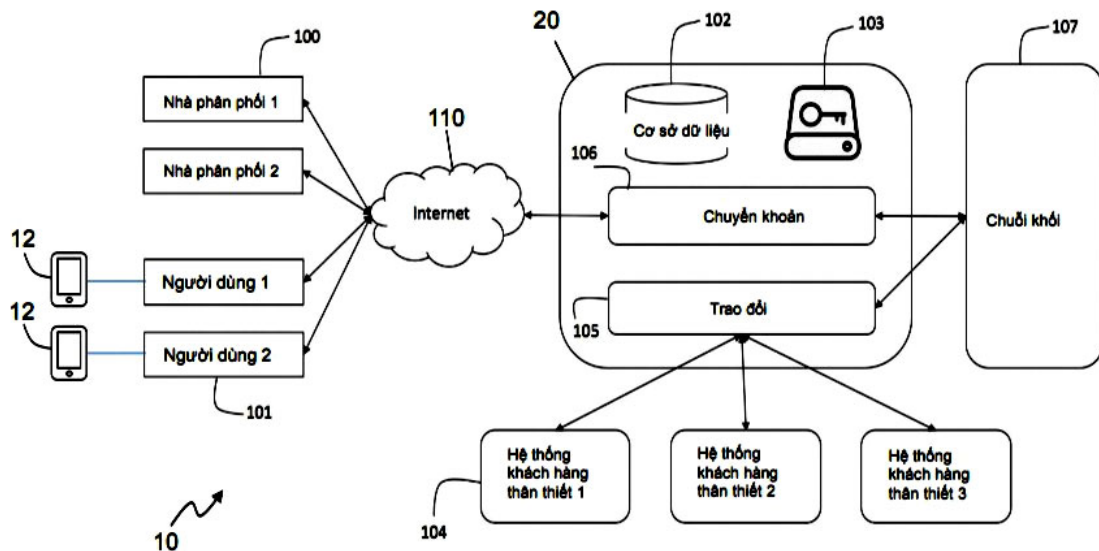 100
Nhà phân phối 1
Nhà phân phối 2
12
Người dùng 1
12
Người dùng 2
101
10
110
Internet
20
102
103
Cơ sở dữ liệu
106
Chuyển khoản
Trao đổi
105
107
Chuỗi khối
Hệ thống
khách hàng
thân thiết 1
Hệ thống
khách hàng
thân thiết 2
Hệ thống
khách hàng
thân thiết 3
104